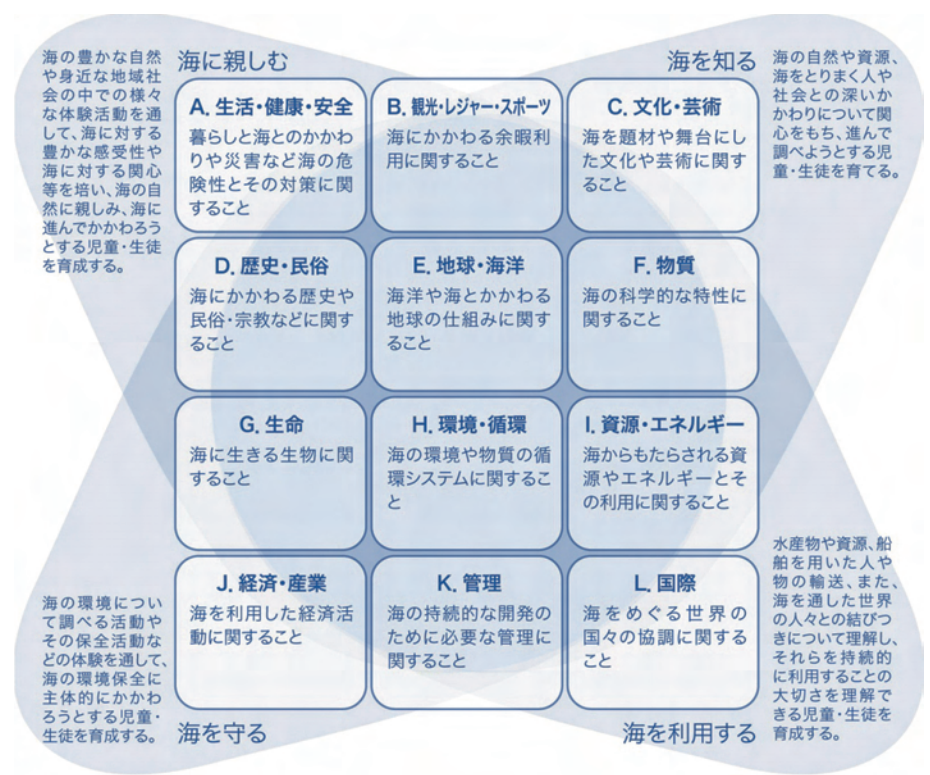 海の豊かな自然
や身近な地域社
会の中での様々
な体験活動を通
して、海に対する
豊かな感受性や
海に対する関心
等を培い、海の自
然に親しみ、海に
進んでかかわろう
とする児童・生徒
を育成する。
海に親しむ
海を知る
海の自然や資源、
海をとりまく人や
社会との深いか
かわりについて関
心をもち、進んで
調べようとする児
童・生徒を育てる。
A. 生活・健康・安全
暮らしと海とのかかわ
りや災害など海の危
険性とその対策に関
すること
B. 観光・レジャー・スポーツ
海にかかわる余暇利
用に関すること
C. 文化・芸術
海を題材や舞台にし
た文化や芸術に関す
ること
D. 歴史・民俗
海にかかわる歴史や
民俗・宗教などに関す
ること
E. 地球・海洋
海洋や海とかかわる
地球の仕組みに関す
ること
F. 物質
海の科学的な特性に
関すること
G. 生命
海に生きる生物に関
すること
H. 環境・循環
海の環境や物質の循
環システムに関するこ
と
I. 資源・エネルギー
海からもたらされる資
源やエネルギーとそ
の利用に関すること
J. 経済・産業
海を利用した経済活
動に関すること
K. 管理
海の持続的な開発の
ために必要な管理に
関すること
L. 国際
海をめぐる世界の
国々の協調に関する
こと
海の環境につい
て調べる活動や
その保全活動な
どの体験を通して、
海の環境保全に
主体的にかかわ
ろうとする児童・
生徒を育成する。
海を守る
海を利用する
水産物や資源、船
舶を用いた人や
物の輸送、また、
海を通した世界
の人々との結びつ
きについて理解し、
それらを持続的
に利用することの
大切さを理解で
きる児童・生徒を
育成する。